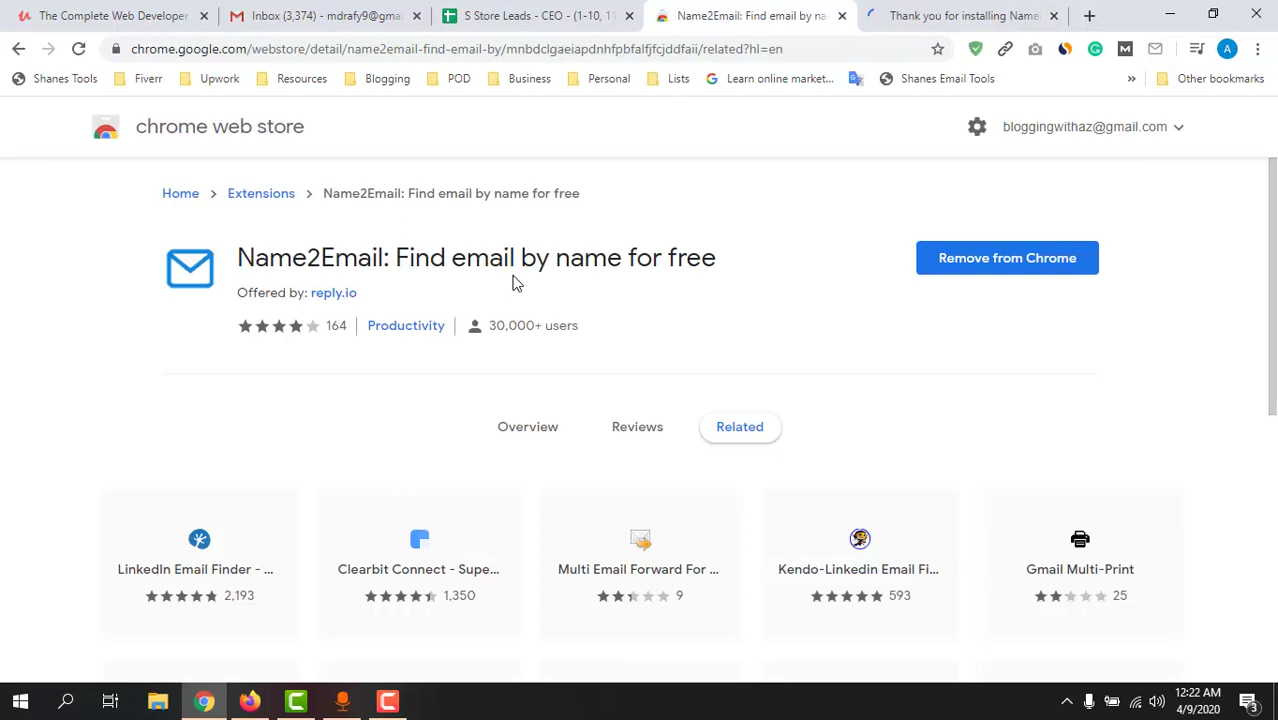 The Complete Web Develope
Inbox (3,374) - mdrafy9@gma
S Store Leads - CEO - (1-10, 11
Name2Email: Find email by na
Thank you for installing Name
chrome.google.com/webstore/detail/name2email-find-email-by/mnbdclgaeiapdnhfpbfalfjfcjddfaii/related?hl=en
A
Shanes Tools
Fiverr
Upwork
Resources
Blogging
POD
Business
Personal
Lists
Learn online market...
Shanes Email Tools
»
Other bookmarks
chrome web store
bloggingwithaz@gmail.com
Home > Extensions > Name2Email: Find email by name for free
Name2Email: Find email by name for free
Remove from Chrome
Offered by: reply.io
164
Productivity
30,000+ users
Overview
Reviews
Related
LinkedIn Email Finder - ...
Clearbit Connect - Supe...
Multi Email Forward For ...
Kendo-Linkedin Email Fi...
Gmail Multi-Print
2,193
1,350
9
593
25
12:22 AM
4/9/2020
3